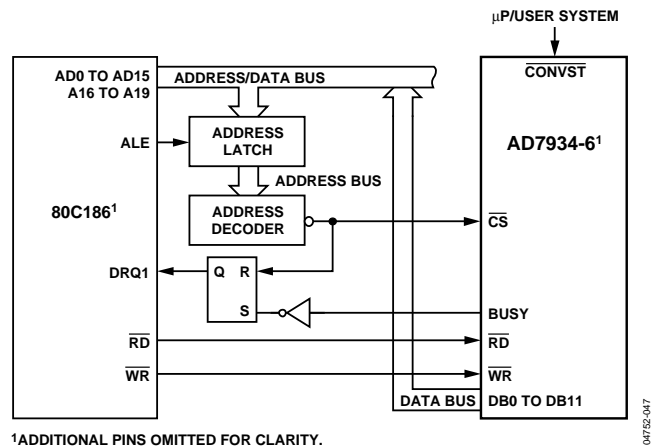 μP/USER SYSTEM
AD0 TO AD15
A16 TO A19
ADDRESS/DATA BUS
CONVST
ALE
ADDRESS
LATCH
AD7934-6¹
ADDRESS BUS
80C186¹
ADDRESS
DECODER
CS
DRQ1
Q R
S
BUSY
RD
RD
WR
WR
DATA BUS
DB0 TO DB11
¹ADDITIONAL PINS OMITTED FOR CLARITY.
04752-047